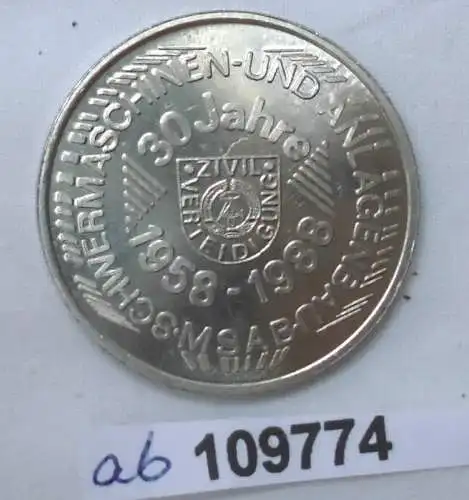 SCHWERMASCHINEN-UND ANLAGENBAU
·MSAB·
30 Jahre
ZIVIL
VERTEIDIGUNG
1958-1988
ab 109774